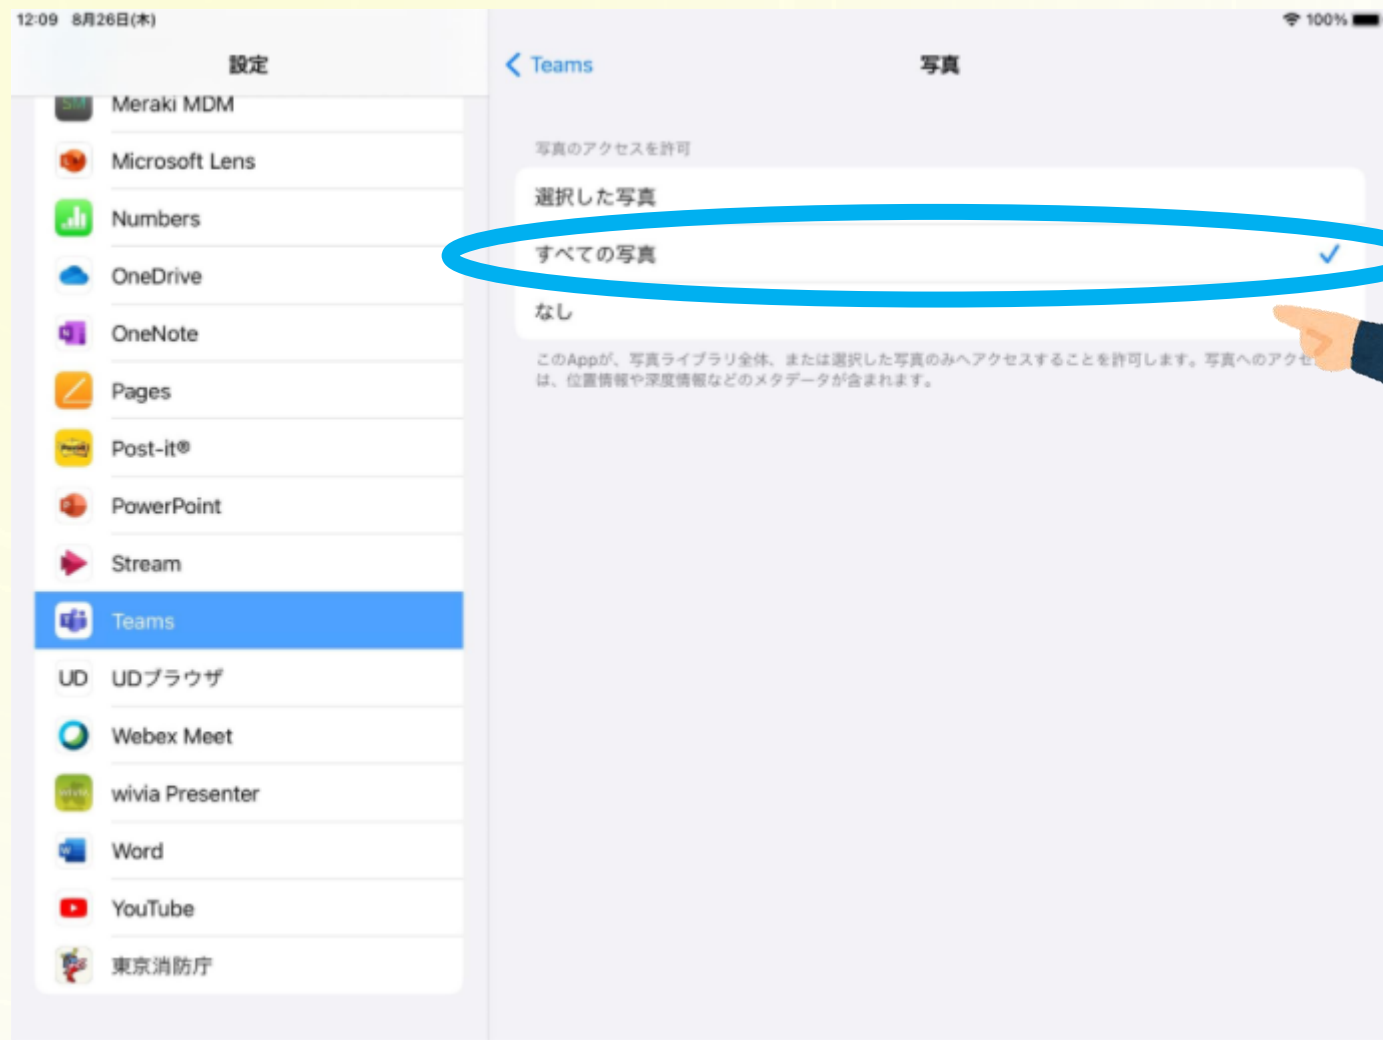 12:09 8月26日(木)
100%
設定
Meraki MDM
Microsoft Lens
Numbers
OneDrive
OneNote
Pages
Post-it®
PowerPoint
Stream
Teams
UD UDブラウザ
Webex Meet
wivia Presenter
Word
YouTube
東京消防庁
Teams
写真
写真のアクセスを許可
選択した写真
すべての写真
なし
このAppが、写真ライブラリ全体、または選択した写真のみへアクセスすることを許可します。写真へのアクセ
は、位置情報や深度情報などのメタデータが含まれます。